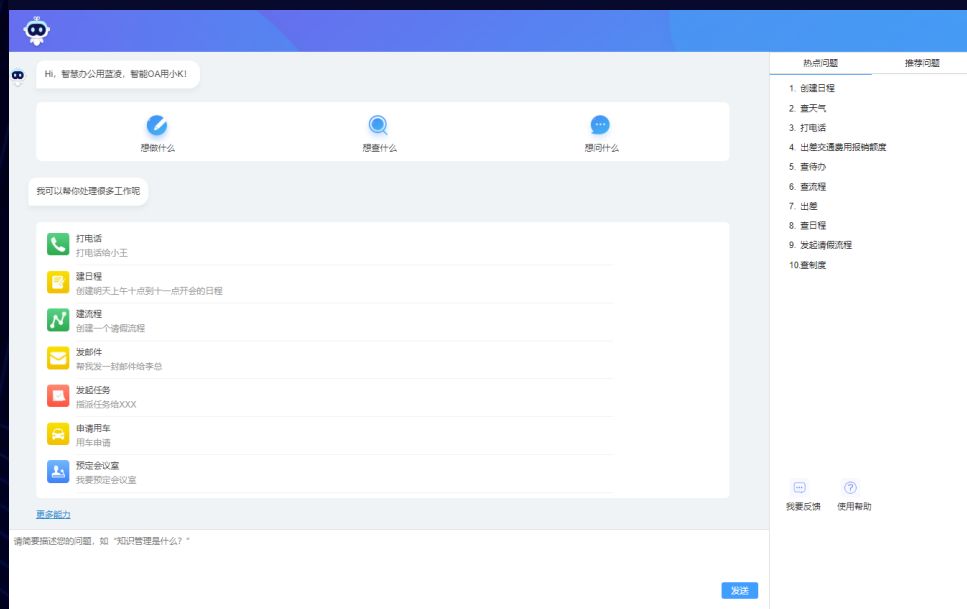 Hi，智慧办公用蓝凌，智能OA用小K！
想做什么
想查什么
想问什么
我可以帮你处理很多工作呢
打电话
打电话给小王
建日程
创建明天上午十点到十一点开会的日程
建流程
创建一个请假流程
发邮件
帮我发一封邮件给李总
发起任务
指派任务给XXX
申请用车
用车申请
预定会议室
我要预定会议室
更多能力
请简要描述您的问题，如“知识管理是什么？”
发送
热点问题
推荐问题
1. 创建日程
2. 查天气
3. 打电话
4. 出差交通费用报销额度
5. 查待办
6. 查流程
7. 出差
8. 查日程
9. 发起请假流程
10.查制度
我要反馈
使用帮助